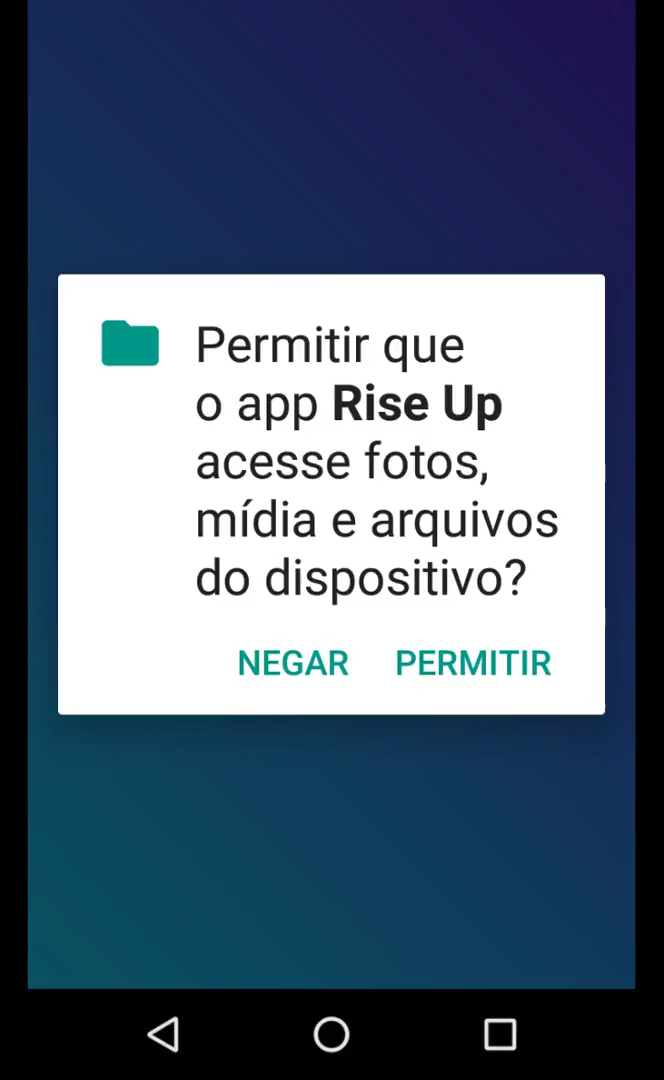 Permitir que
o app Rise Up
acesse fotos,
mídia e arquivos
do dispositivo?
NEGAR PERMITIR